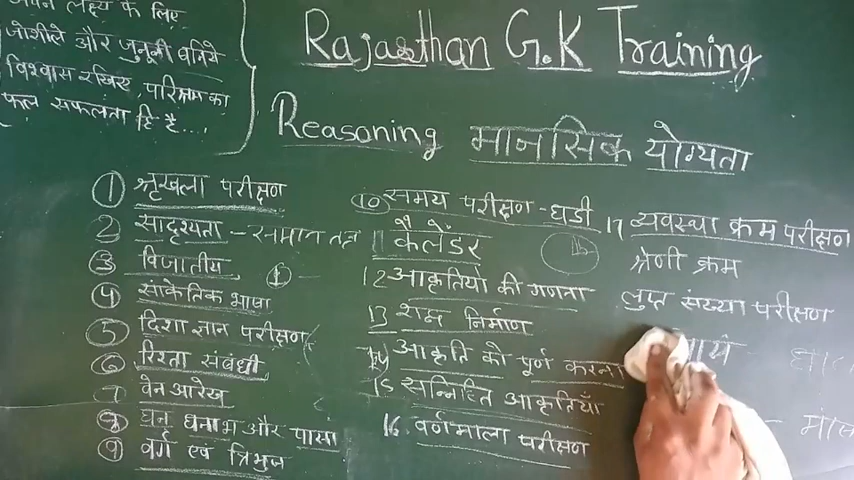 अपने लक्ष्य के लिए
जोशीले और जुनूनी बनिये
विश्वास रखिए परिश्रम का
फल सफलता हि है....
Rajasthan G.K Training
Reasoning मानसिक योग्यता
① श्रृंखला परीक्षण
② सादृश्यता - समान
③ विजातीय ①
④ सांकेतिक भाषा
⑤ दिशा ज्ञान परीक्षण
⑥ रिश्ता संबंधी
7 वेन आरेख
⑧ घन घनाभ और पासा
⑨ वर्ग एवं त्रिभुज
⑩ समय परीक्षण - घडी
11 कैलेंडर
12 आकृतियो की गणना
13 शब्द निर्माण
14 आकृति को पूर्ण करना
15 सन्निहित आकृतियाँ
16. वर्णमाला परीक्षण
17 व्यवस्था क्रम परीक्षण
श्रेणी क्रम
लुप्त संख्या परीक्षण